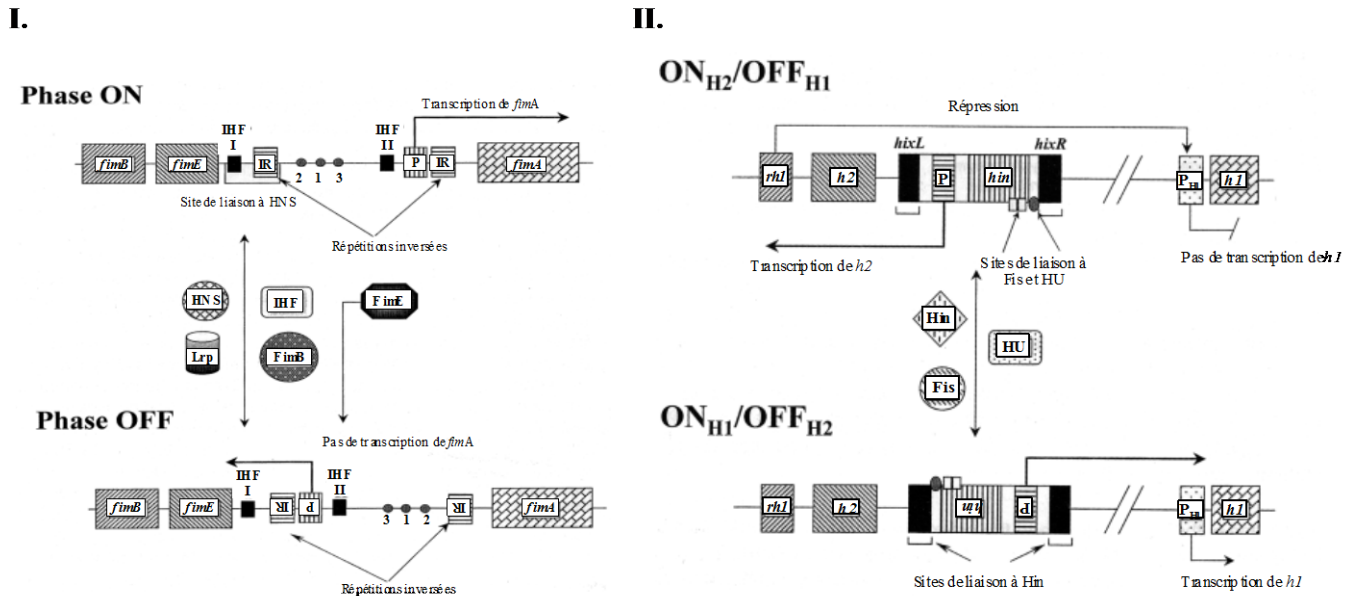 I.
Phase ON
Transcription de fimA
IHF
I
IHF
II
fimB
fimE
IR
2 1 3
P
IR
fimA
Site de liaison à HNS
Répétitions inversées
HNS
IHF
FimE
Lrp
FimB
Phase OFF
Pas de transcription de fimA
IHF
I
IHF
II
fimB
fimE
IR
P
3 1 2
IR
fimA
Répétitions inversées
II.
ONH2/OFFH1
Répression
hixL
hixR
rh1
h2
P
hin
PH1
h1
Transcription de h2
Sites de liaison à
Fis et HU
Pas de transcription de h1
Hin
HU
Fis
ONH1/OFFH2
rh1
h2
hin
P
PH1
h1
Sites de liaison à Hin
Transcription de h1